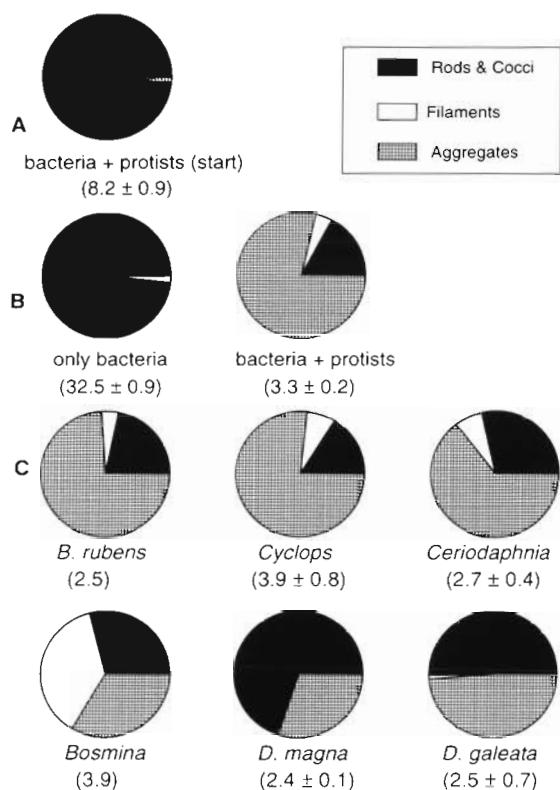 Rods & Cocci
Filaments
Aggregates
A
bacteria + protists (start)
(8.2 ± 0.9)
B
only bacteria
bacteria + protists
(32.5 ± 0.9)
(3.3 ± 0.2)
C
B. rubens
Cyclops
Ceriodaphnia
(2.5)
(3.9 ± 0.8)
(2.7 ± 0.4)
Bosmina
D. magna
D. galeata
(3.9)
(2.4 ± 0.1)
(2.5 ± 0.7)